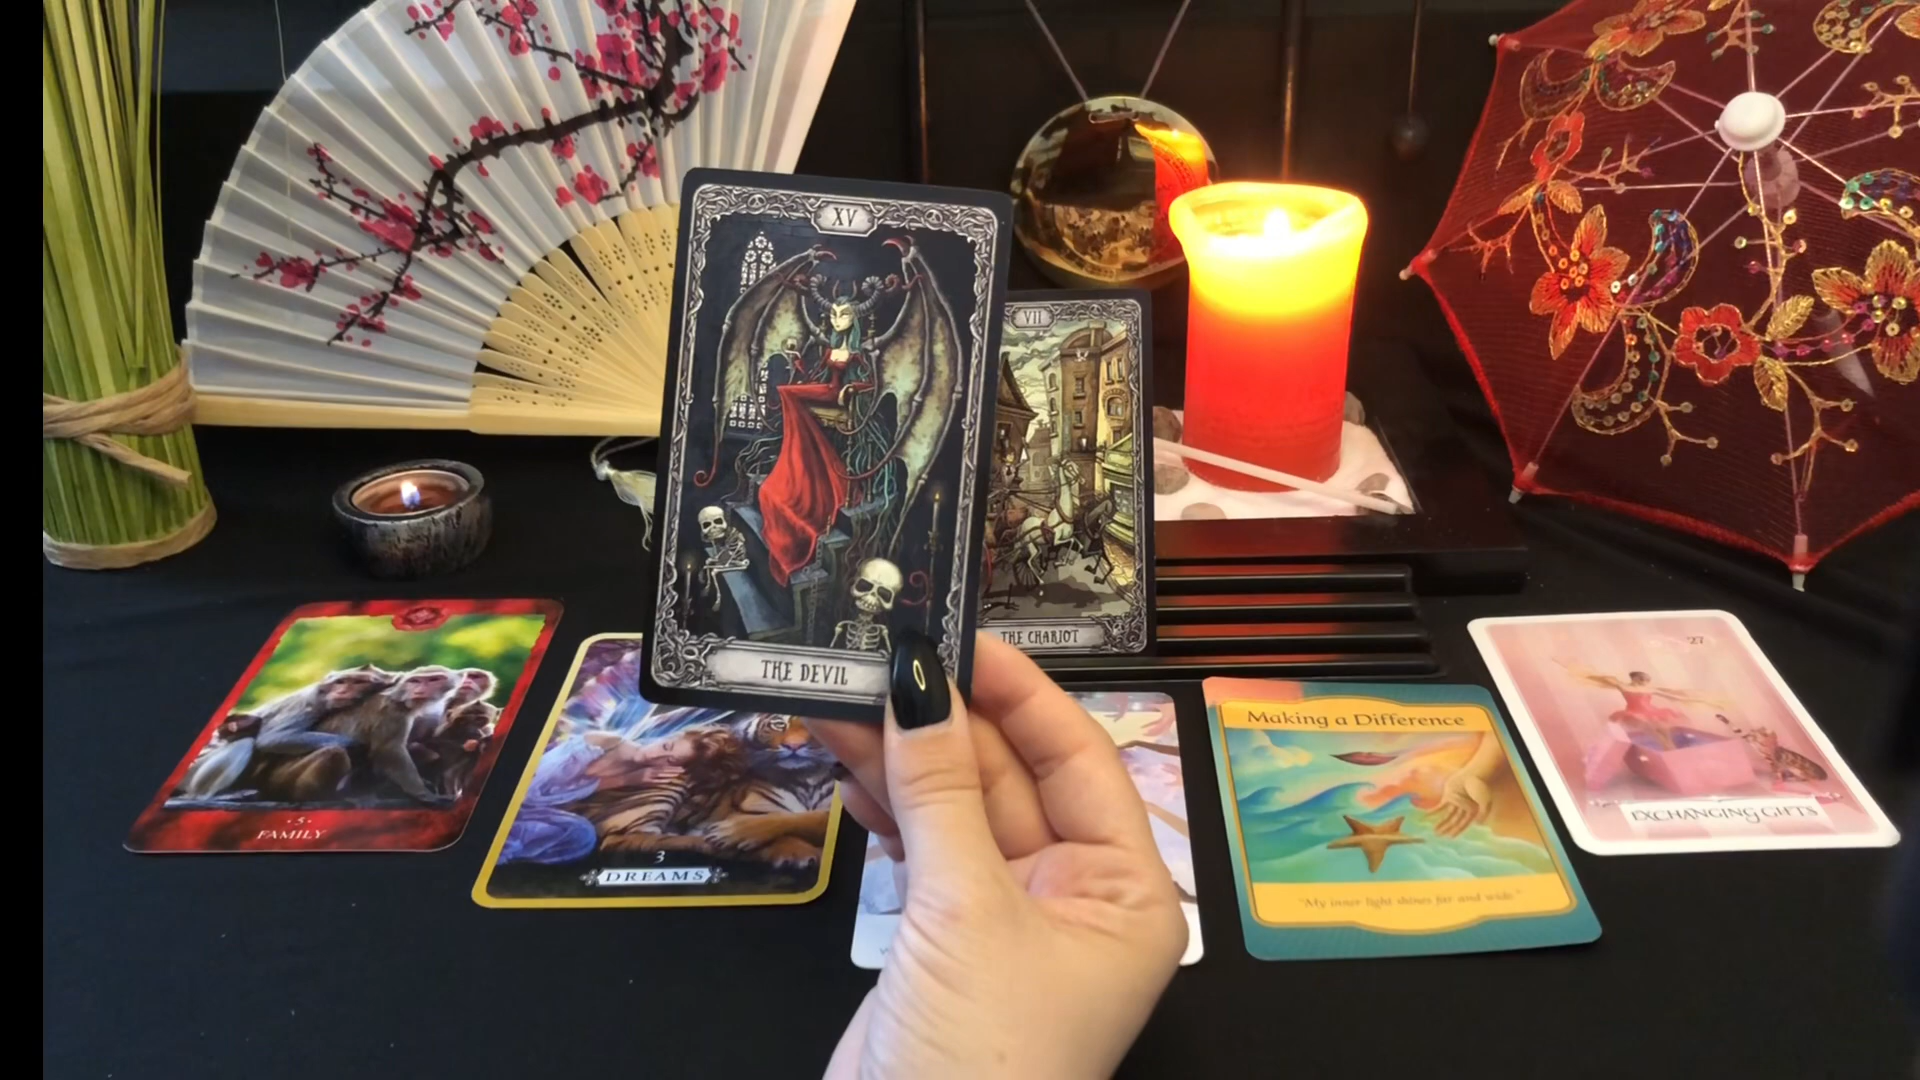 XV
THE DEVIL
VII
THE CHARIOT
· 5 ·
FAMILY
3
DREAMS
Making a Difference
"My inner light shines far and wide."
27
EXCHANGING GIFTS